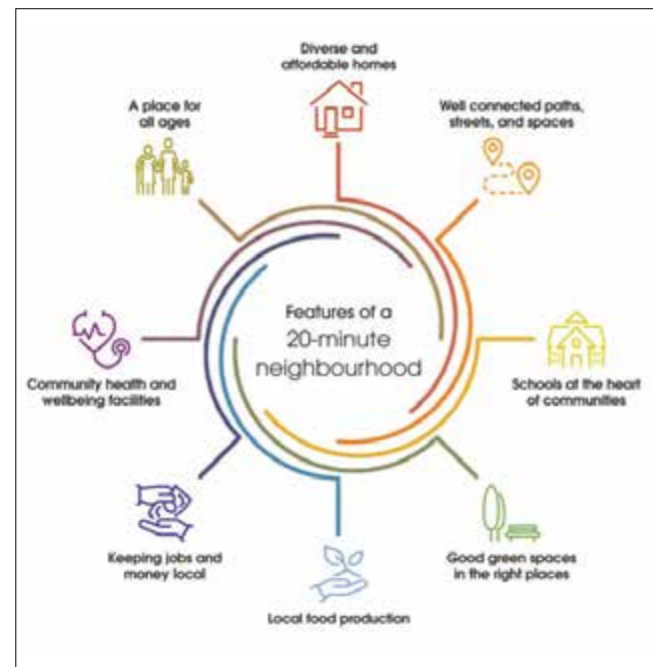 Diverse and
affordable homes
Well connected paths,
streets, and spaces
Schools at the heart
of communities
Good green spaces
in the right places
Local food production
Keeping jobs and
money local
Community health and
wellbeing facilities
A place for
all ages
Features of a
20-minute
neighbourhood